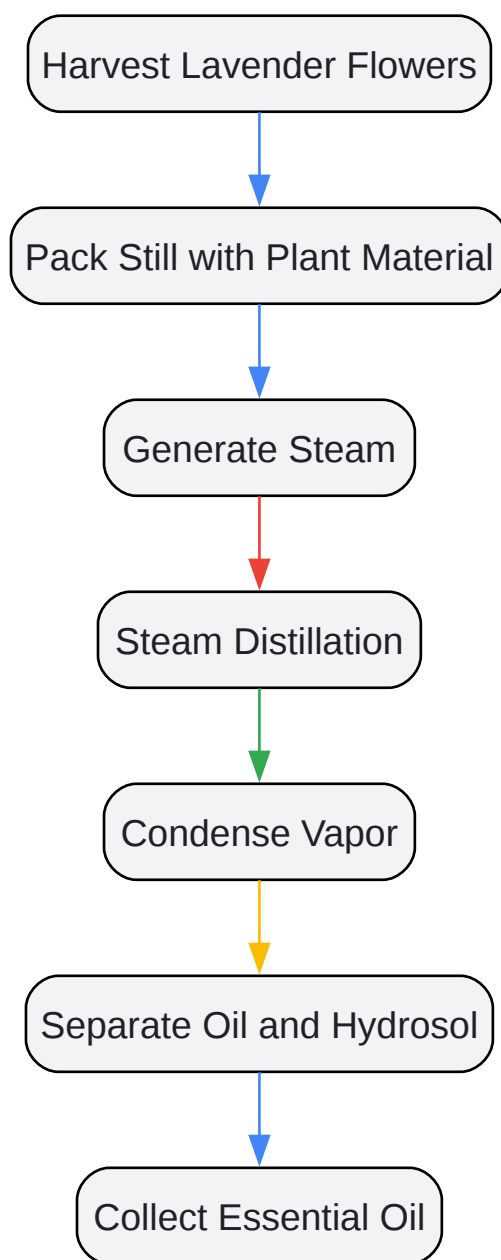 Harvest Lavender Flowers
Pack Still with Plant Material
Generate Steam
Steam Distillation
Condense Vapor
Separate Oil and Hydrosol
Collect Essential Oil